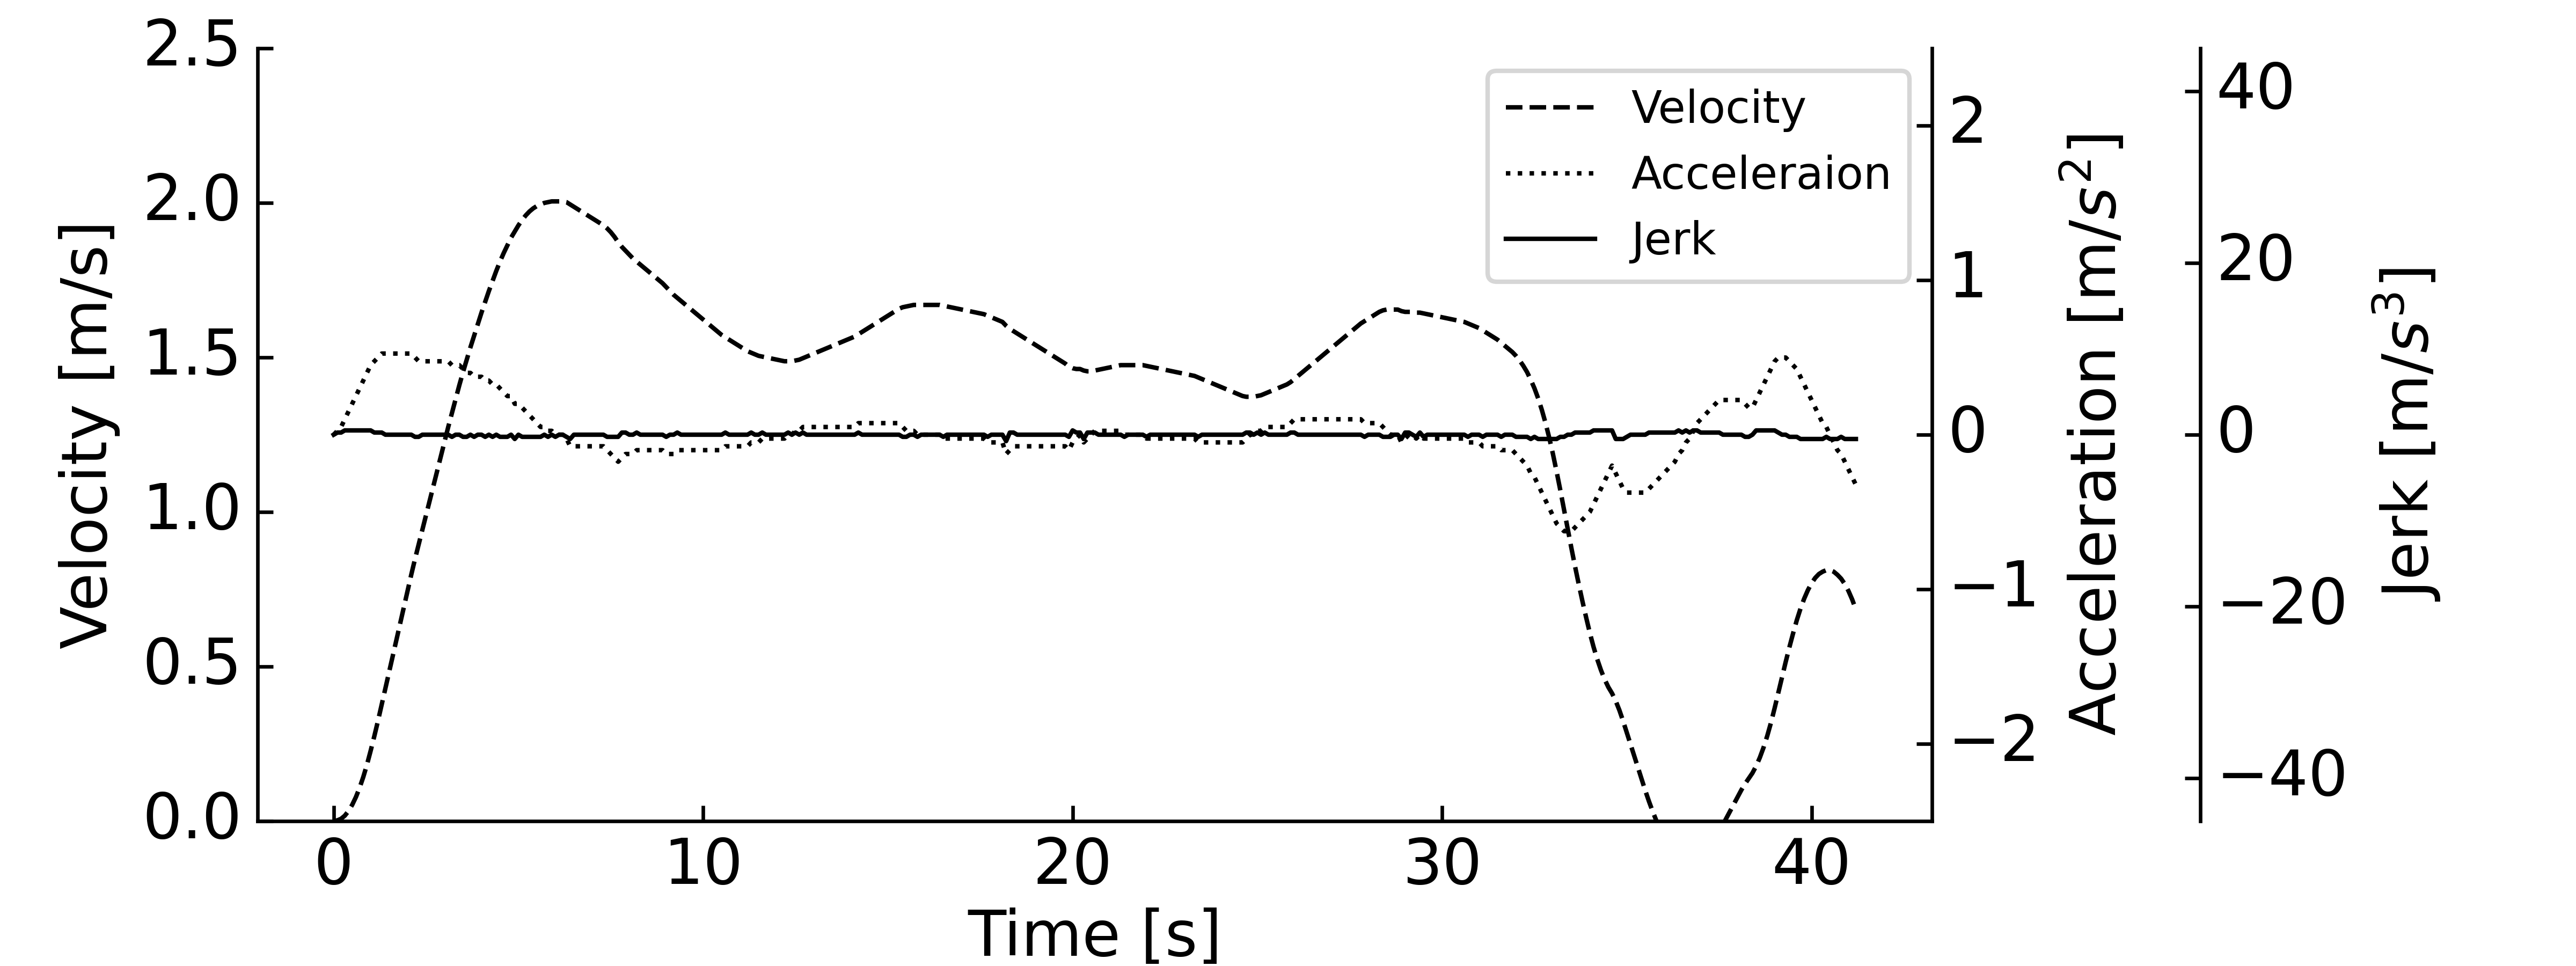 Velocity [m/s]
2.5
2.0
1.5
1.0
0.5
0.0
0 10 20 30 40
Time [s]
Velocity
Acceleraion
Jerk
2
1
0
−1
−2
Acceleration [m/s²]
40
20
0
−20
−40
Jerk [m/s³]